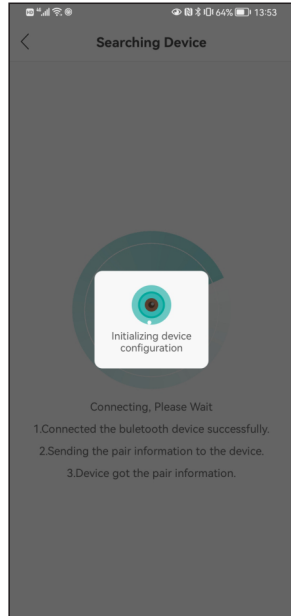 64% 13:53
Searching Device
Initializing device
configuration
Connecting, Please Wait
1.Connected the buletooth device successfully.
2.Sending the pair information to the device.
3.Device got the pair information.